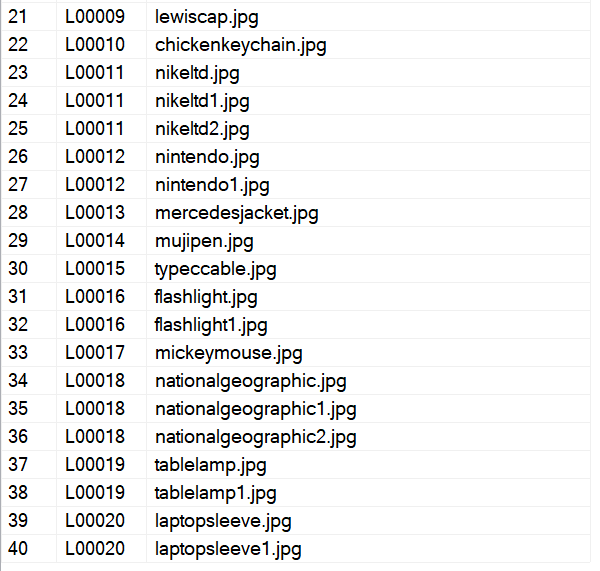 21 L00009 lewiscap.jpg
22 L00010 chickenkeychain.jpg
23 L00011 nikeltd.jpg
24 L00011 nikeltd1.jpg
25 L00011 nikeltd2.jpg
26 L00012 nintendo.jpg
27 L00012 nintendo1.jpg
28 L00013 mercedesjacket.jpg
29 L00014 mujipen.jpg
30 L00015 typeccable.jpg
31 L00016 flashlight.jpg
32 L00016 flashlight1.jpg
33 L00017 mickeymouse.jpg
34 L00018 nationalgeographic.jpg
35 L00018 nationalgeographic1.jpg
36 L00018 nationalgeographic2.jpg
37 L00019 tablelamp.jpg
38 L00019 tablelamp1.jpg
39 L00020 laptopsleeve.jpg
40 L00020 laptopsleeve1.jpg